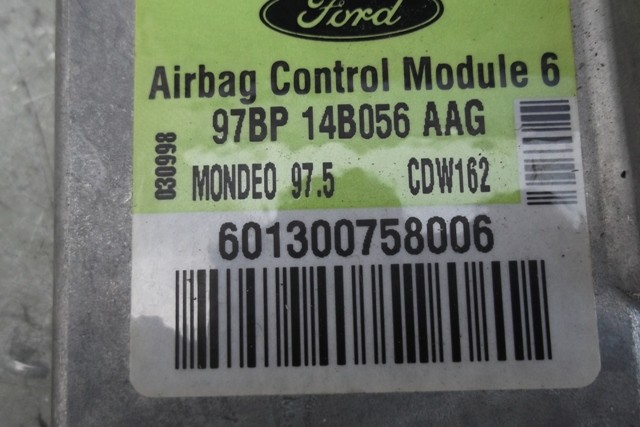 Ford
Airbag Control Module 6
97BP 14B056 AAG
030998
MONDEO 97.5 CDW162
601300758006